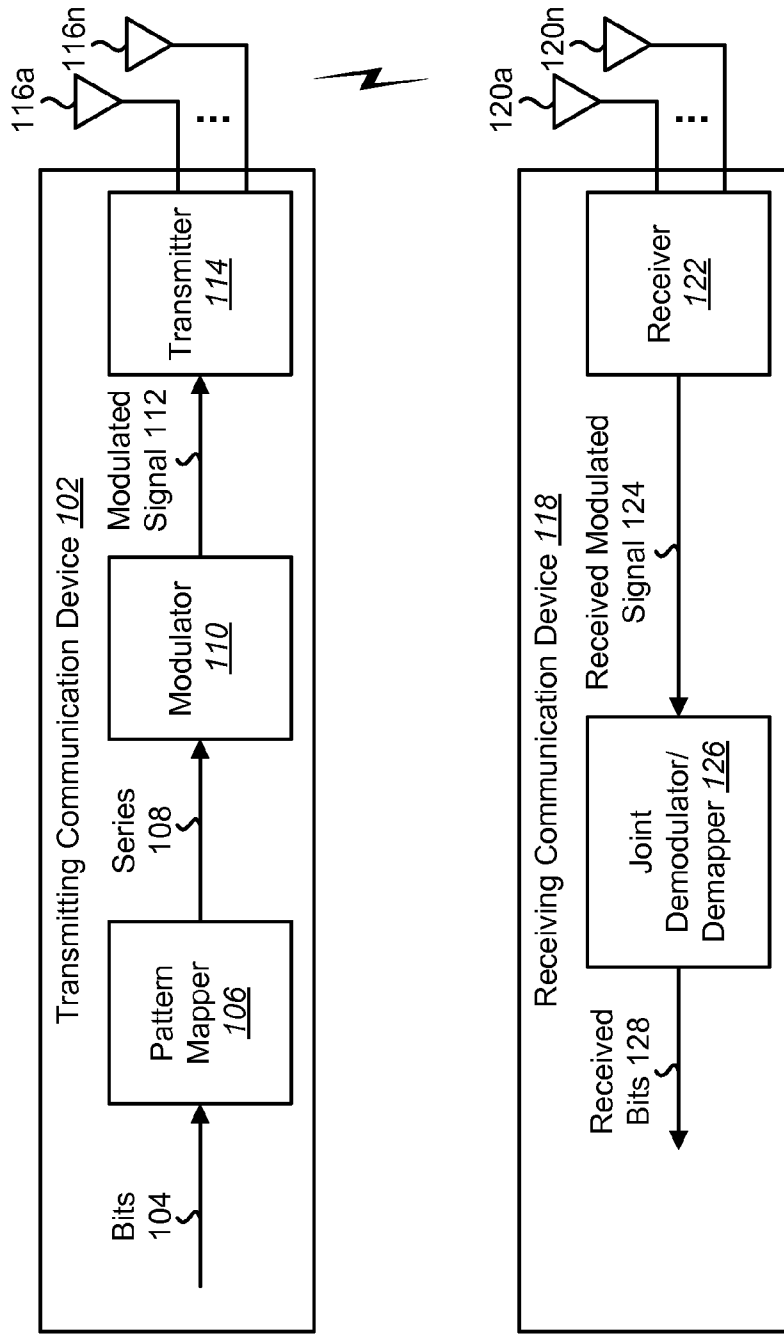 Transmitting Communication Device 102
Bits
104
Pattern
Mapper
106
Series
108
Modulator
110
Modulated
Signal 112
Transmitter
114
116a
116n
...
Receiving Communication Device 118
Received
Bits 128
Joint
Demodulator/
Demapper 126
Received Modulated
Signal 124
Receiver
122
120a
120n
...